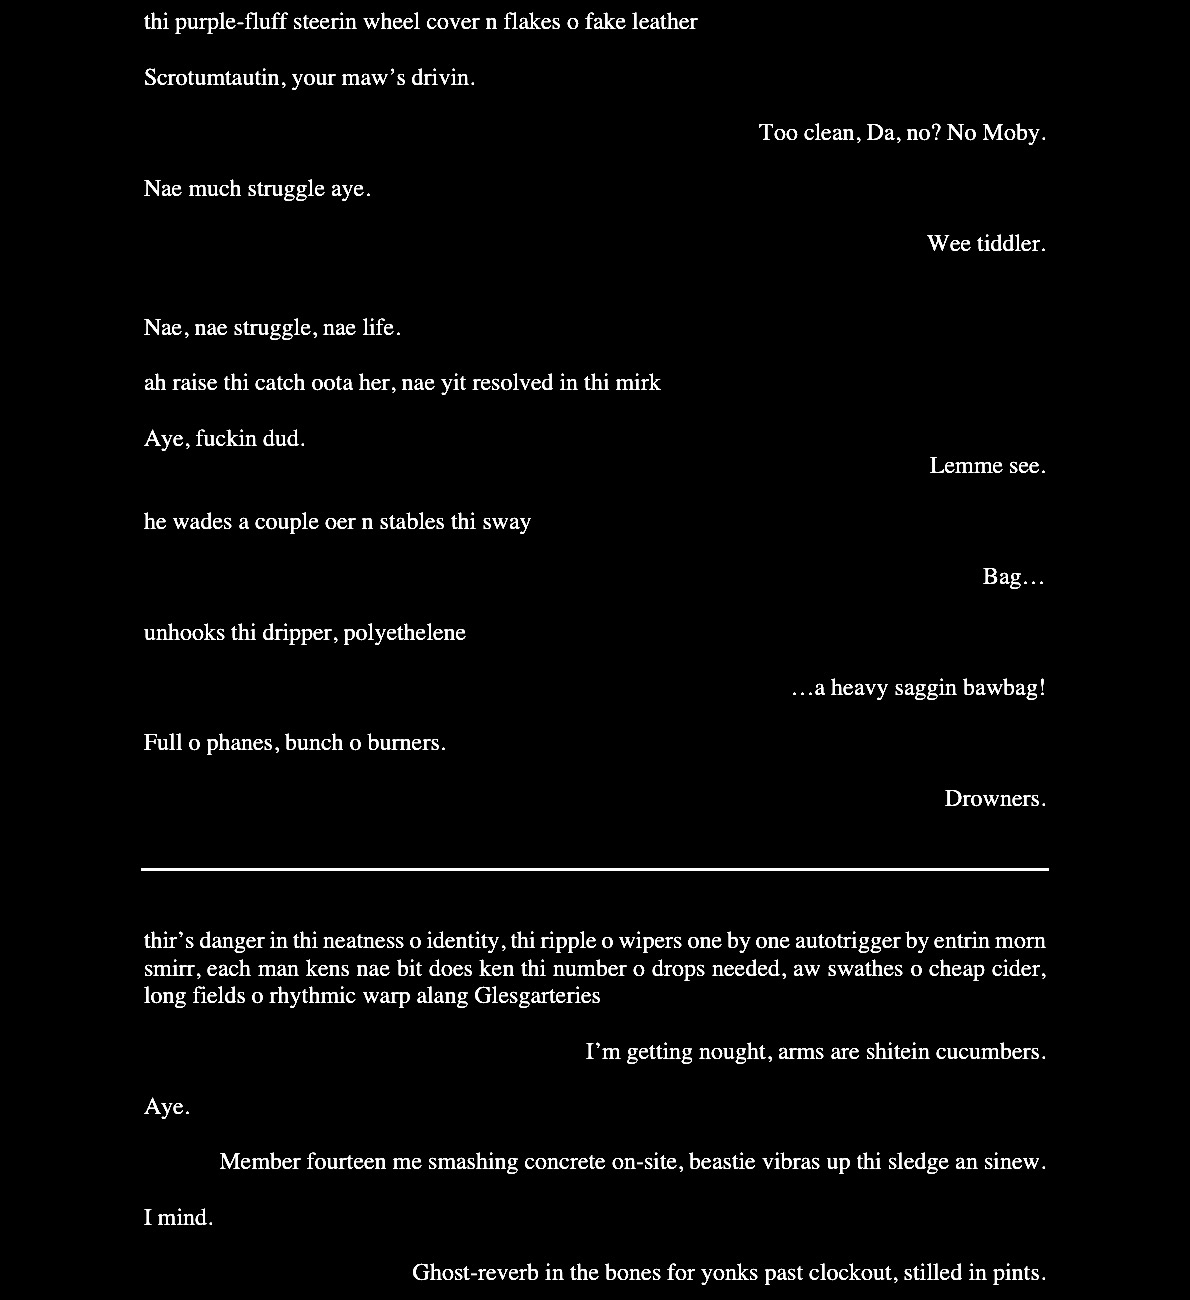 thi purple-fluff steerin wheel cover n flakes o fake leather
Scrotumtautin, your maw’s drivin.
Too clean, Da, no? No Moby.
Nae much struggle aye.
Wee tiddler.
Nae, nae struggle, nae life.
ah raise thi catch oota her, nae yit resolved in thi mirk
Aye, fuckin dud.
Lemme see.
he wades a couple oer n stables thi sway
Bag…
unhooks thi dripper, polyethelene
…a heavy saggin bawbag!
Full o phanes, bunch o burners.
Drowners.
thir’s danger in thi neatness o identity, thi ripple o wipers one by one autotrigger by entrin morn
smirr, each man kens nae bit does ken thi number o drops needed, aw swathes o cheap cider,
long fields o rhythmic warp alang Glesgarteries
I’m getting nought, arms are shitein cucumbers.
Aye.
Member fourteen me smashing concrete on-site, beastie vibras up thi sledge an sinew.
I mind.
Ghost-reverb in the bones for yonks past clockout, stilled in pints.